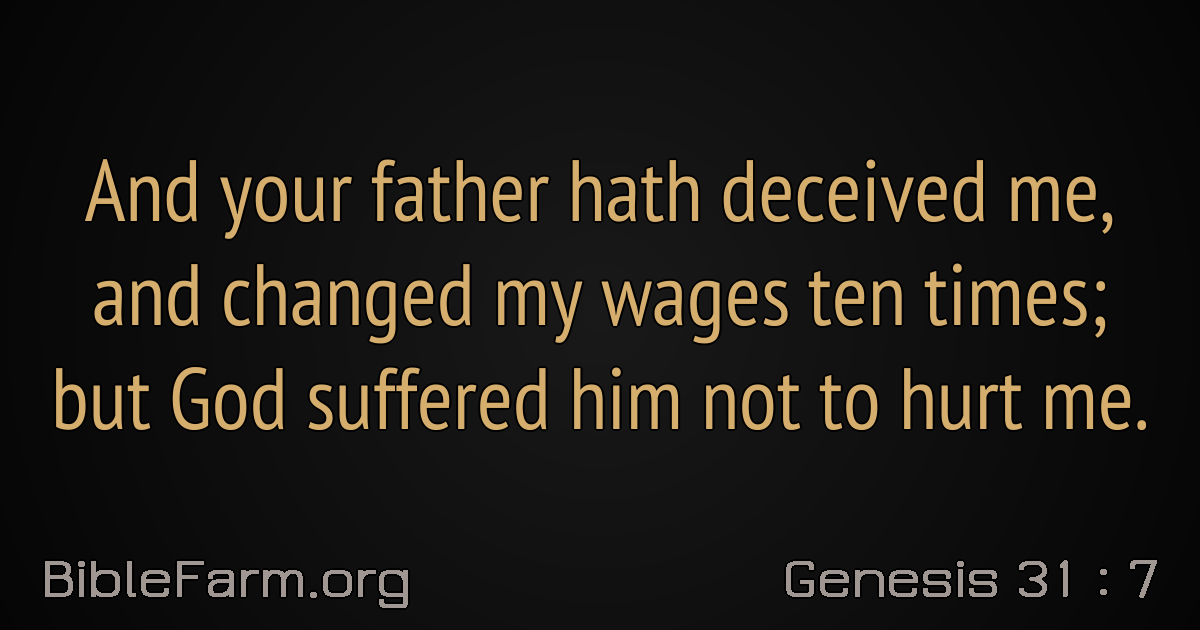 And your father hath deceived me,
and changed my wages ten times;
but God suffered him not to hurt me.
BibleFarm.org
Genesis 31 : 7